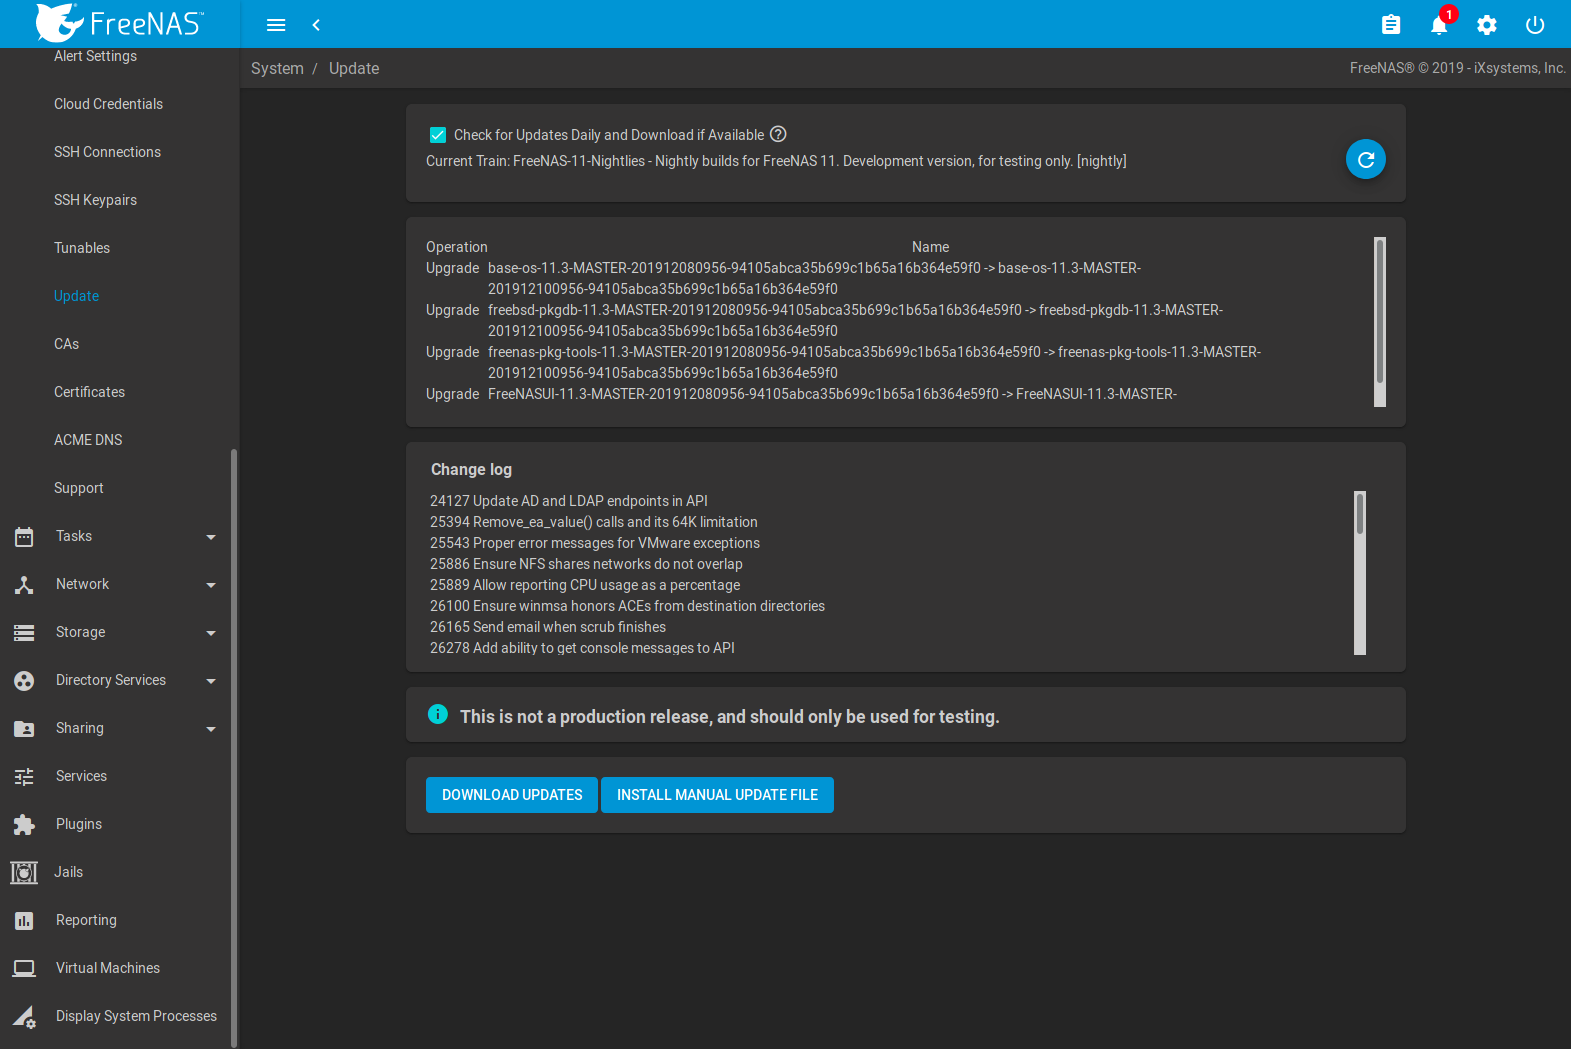 FreeNAS™
1
System / Update
FreeNAS® © 2019 - iXsystems, Inc.
Alert Settings
Cloud Credentials
SSH Connections
SSH Keypairs
Tunables
Update
CAs
Certificates
ACME DNS
Support
Tasks
Network
Storage
Directory Services
Sharing
Services
Plugins
Jails
Reporting
Virtual Machines
Display System Processes
Check for Updates Daily and Download if Available
Current Train: FreeNAS-11-Nightlies - Nightly builds for FreeNAS 11. Development version, for testing only. [nightly]
Operation Name
Upgrade base-os-11.3-MASTER-201912080956-94105abca35b699c1b65a16b364e59f0 -> base-os-11.3-MASTER-
201912100956-94105abca35b699c1b65a16b364e59f0
Upgrade freebsd-pkgdb-11.3-MASTER-201912080956-94105abca35b699c1b65a16b364e59f0 -> freebsd-pkgdb-11.3-MASTER-
201912100956-94105abca35b699c1b65a16b364e59f0
Upgrade freenas-pkg-tools-11.3-MASTER-201912080956-94105abca35b699c1b65a16b364e59f0 -> freenas-pkg-tools-11.3-MASTER-
201912100956-94105abca35b699c1b65a16b364e59f0
Upgrade FreeNASUI-11.3-MASTER-201912080956-94105abca35b699c1b65a16b364e59f0 -> FreeNASUI-11.3-MASTER-
Change log
24127 Update AD and LDAP endpoints in API
25394 Remove_ea_value() calls and its 64K limitation
25543 Proper error messages for VMware exceptions
25886 Ensure NFS shares networks do not overlap
25889 Allow reporting CPU usage as a percentage
26100 Ensure winmsa honors ACEs from destination directories
26165 Send email when scrub finishes
26278 Add ability to get console messages to API
This is not a production release, and should only be used for testing.
DOWNLOAD UPDATES
INSTALL MANUAL UPDATE FILE